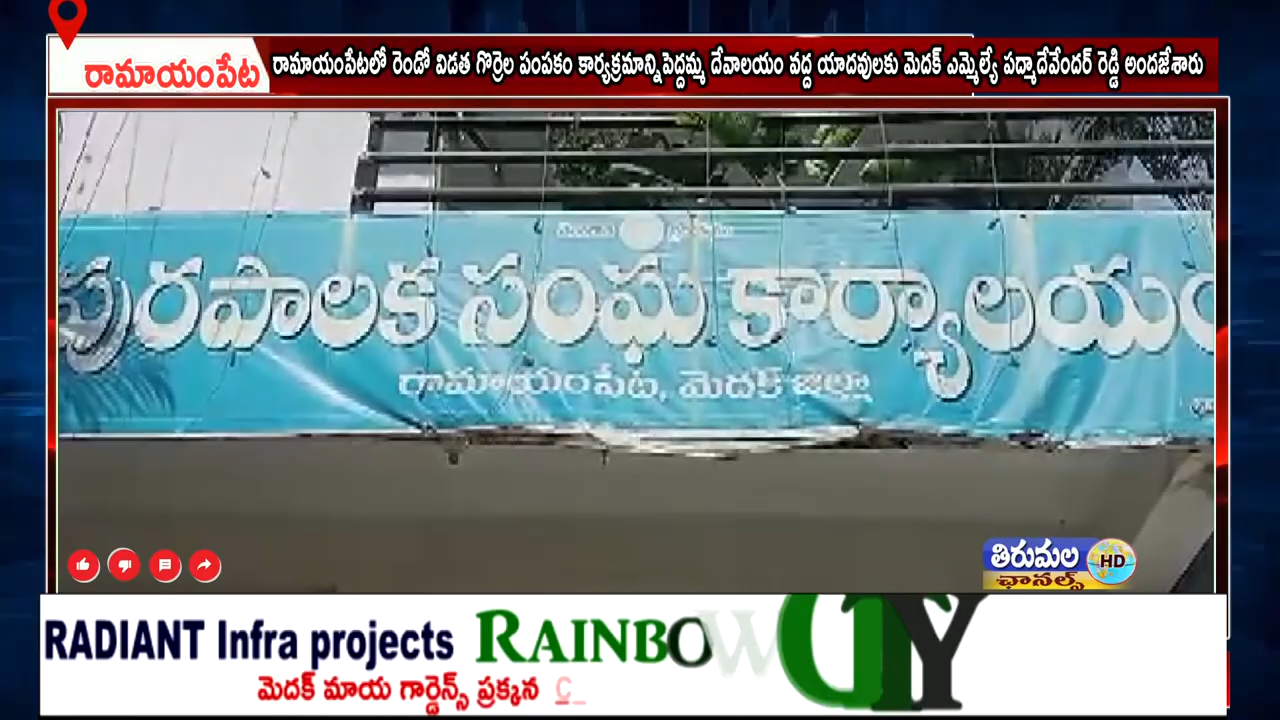 రామాయంపేట
రామాయంపేటలో రెండో విడత గొర్రెల పంపకం కార్యక్రమాన్నిపెద్దమ్మ దేవాలయం వద్ద యాదవులకు మెదక్ ఎమ్మెల్యే పద్మాదేవేందర్ రెడ్డి అందజేశారు
పురపాలక సంఘ కార్యాలయం
రామాయంపేట, మెదక్ జిల్లా
తిరుమల HD
ఛానల్స్
RADIANT Infra projects RAINBOW
మెదక్ మాయ గార్డెన్స్ ప్రక్కన